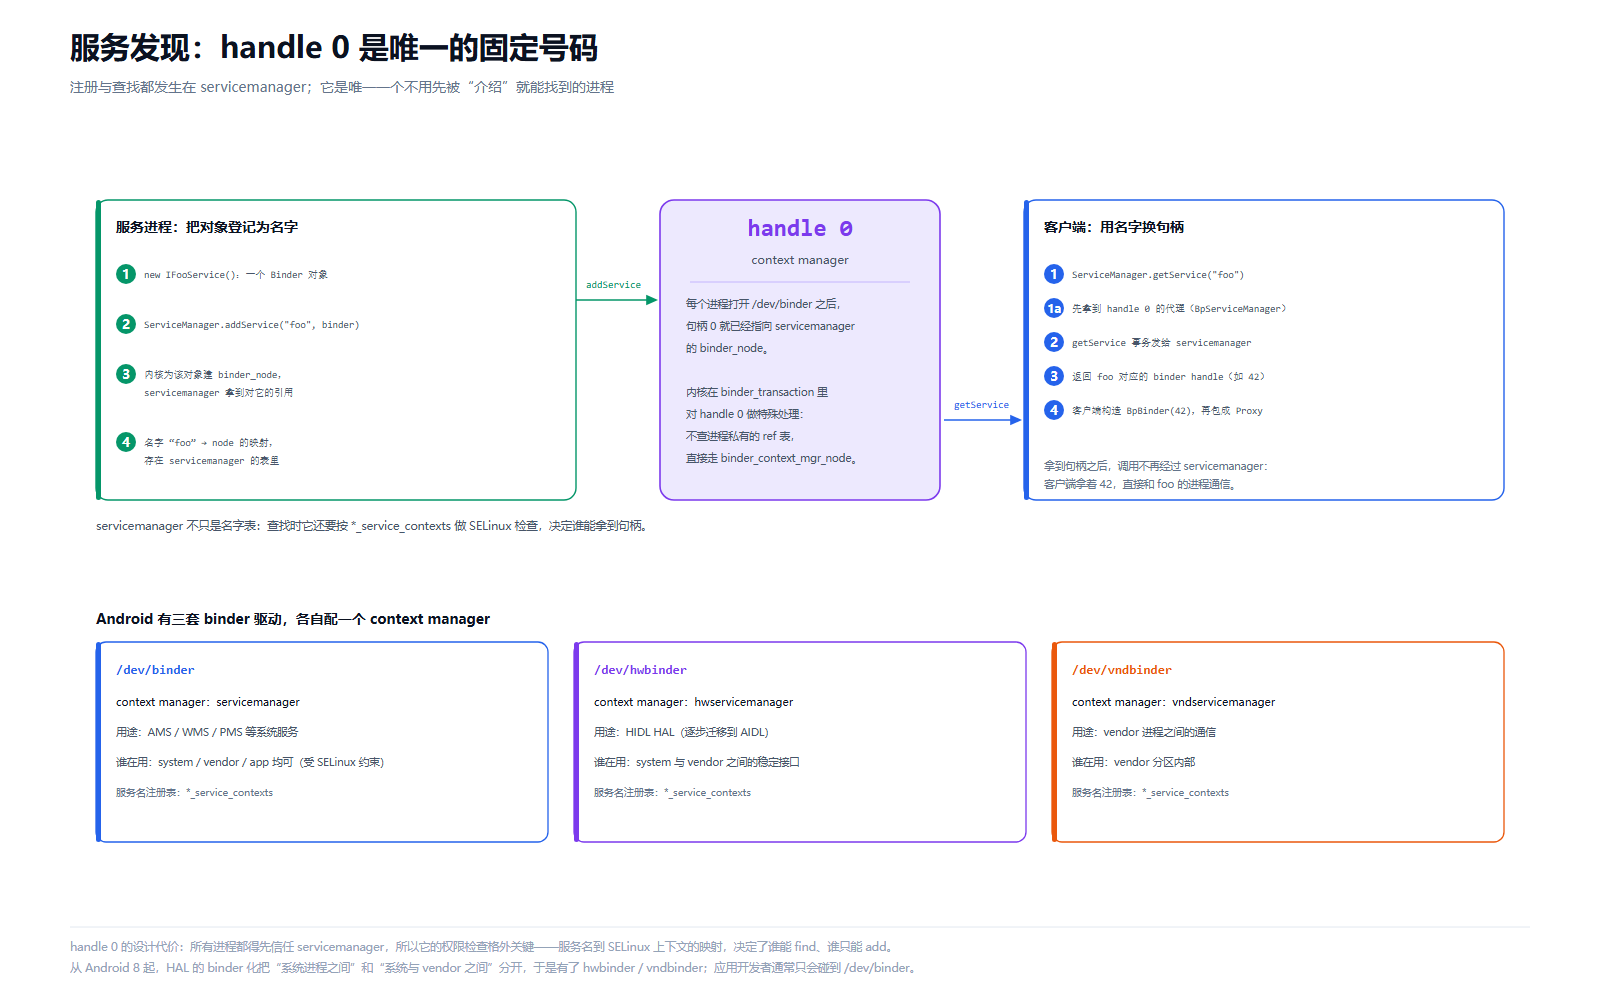 服务发现：handle 0 是唯一的固定号码
注册与查找都发生在 servicemanager；它是唯一一个不用先被“介绍”就能找到的进程
服务进程：把对象登记为名字
1 new IFooService()：一个 Binder 对象
2 ServiceManager.addService("foo", binder)
3 内核为该对象建 binder_node，
servicemanager 拿到对它的引用
4 名字 “foo” → node 的映射，
存在 servicemanager 的表里
addService
handle 0
context manager
每个进程打开 /dev/binder 之后，
句柄 0 就已经指向 servicemanager
的 binder_node。
内核在 binder_transaction 里
对 handle 0 做特殊处理：
不查进程私有的 ref 表，
直接走 binder_context_mgr_node。
getService
客户端：用名字换句柄
1 ServiceManager.getService("foo")
1a 先拿到 handle 0 的代理（BpServiceManager）
2 getService 事务发给 servicemanager
3 返回 foo 对应的 binder handle（如 42）
4 客户端构造 BpBinder(42)，再包成 Proxy
拿到句柄之后，调用不再经过 servicemanager：
客户端拿着 42，直接和 foo 的进程通信。
servicemanager 不只是名字表：查找时它还要按 *_service_contexts 做 SELinux 检查，决定谁能拿到句柄。
Android 有三套 binder 驱动，各自配一个 context manager
/dev/binder
context manager：servicemanager
用途：AMS / WMS / PMS 等系统服务
谁在用：system / vendor / app 均可（受 SELinux 约束）
服务名注册表：*_service_contexts
/dev/hwbinder
context manager：hwservicemanager
用途：HIDL HAL（逐步迁移到 AIDL）
谁在用：system 与 vendor 之间的稳定接口
服务名注册表：*_service_contexts
/dev/vndbinder
context manager：vndservicemanager
用途：vendor 进程之间的通信
谁在用：vendor 分区内部
服务名注册表：*_service_contexts
handle 0 的设计代价：所有进程都得先信任 servicemanager，所以它的权限检查格外关键——服务名到 SELinux 上下文的映射，决定了谁能 find、谁只能 add。
从 Android 8 起，HAL 的 binder 化把“系统进程之间”和“系统与 vendor 之间”分开，于是有了 hwbinder / vndbinder；应用开发者通常只会碰到 /dev/binder。